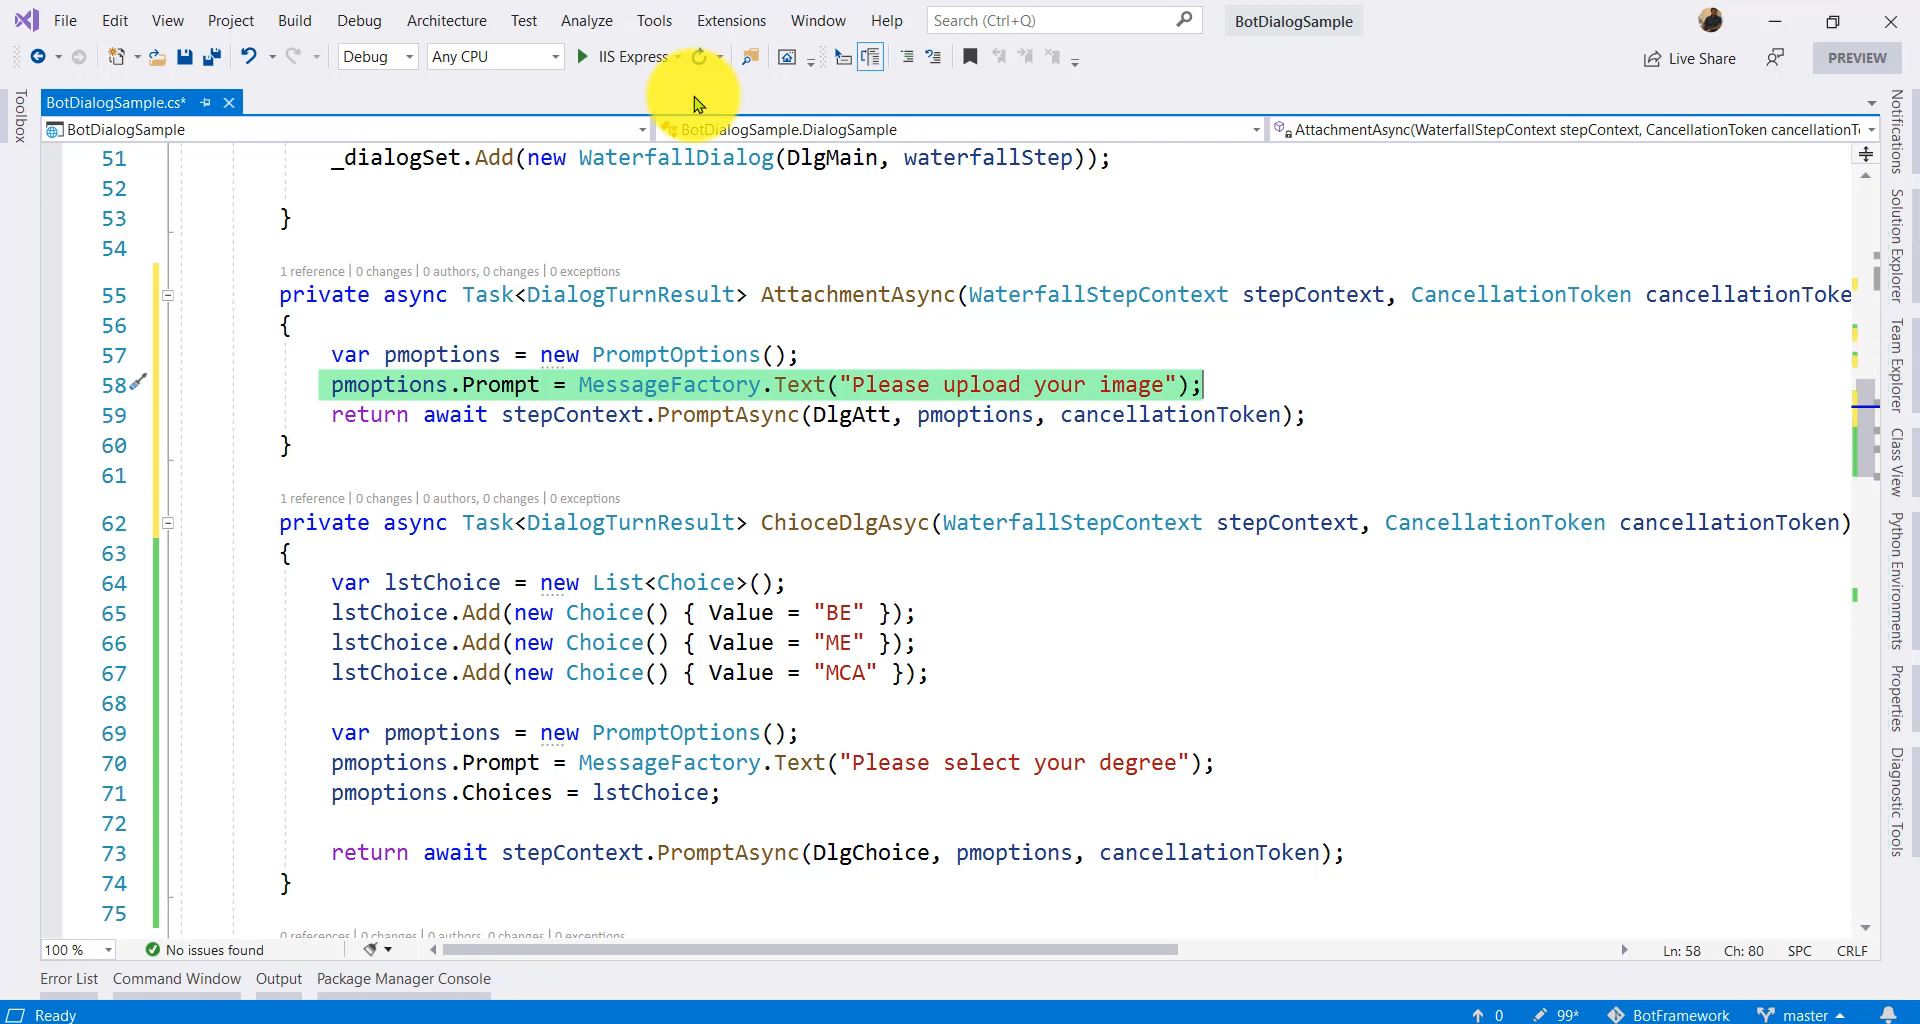 File Edit View Project Build Debug Architecture Test Analyze Tools Extensions Window Help Search (Ctrl+Q) BotDialogSample
Debug Any CPU IIS Express Live Share PREVIEW
Toolbox
BotDialogSample.cs*
BotDialogSample BotDialogSample.DialogSample AttachmentAsync(WaterfallStepContext stepContext, CancellationToken cancellationT
51 _dialogSet.Add(new WaterfallDialog(DlgMain, waterfallStep));
52
53 }
54
1 reference | 0 changes | 0 authors, 0 changes | 0 exceptions
55 private async Task<DialogTurnResult> AttachmentAsync(WaterfallStepContext stepContext, CancellationToken cancellationToke
56 {
57 var pmoptions = new PromptOptions();
58 pmoptions.Prompt = MessageFactory.Text("Please upload your image");
59 return await stepContext.PromptAsync(DlgAtt, pmoptions, cancellationToken);
60 }
61
1 reference | 0 changes | 0 authors, 0 changes | 0 exceptions
62 private async Task<DialogTurnResult> ChioceDlgAsyc(WaterfallStepContext stepContext, CancellationToken cancellationToken)
63 {
64 var lstChoice = new List<Choice>();
65 lstChoice.Add(new Choice() { Value = "BE" });
66 lstChoice.Add(new Choice() { Value = "ME" });
67 lstChoice.Add(new Choice() { Value = "MCA" });
68
69 var pmoptions = new PromptOptions();
70 pmoptions.Prompt = MessageFactory.Text("Please select your degree");
71 pmoptions.Choices = lstChoice;
72
73 return await stepContext.PromptAsync(DlgChoice, pmoptions, cancellationToken);
74 }
75
0 references | 0 changes | 0 authors, 0 changes | 0 exceptions
Notifications
Solution Explorer
Team Explorer
Class View
Python Environments
Properties
Diagnostic Tools
100 % No issues found Ln: 58 Ch: 80 SPC CRLF
Error List Command Window Output Package Manager Console
Ready 0 99* BotFramework master